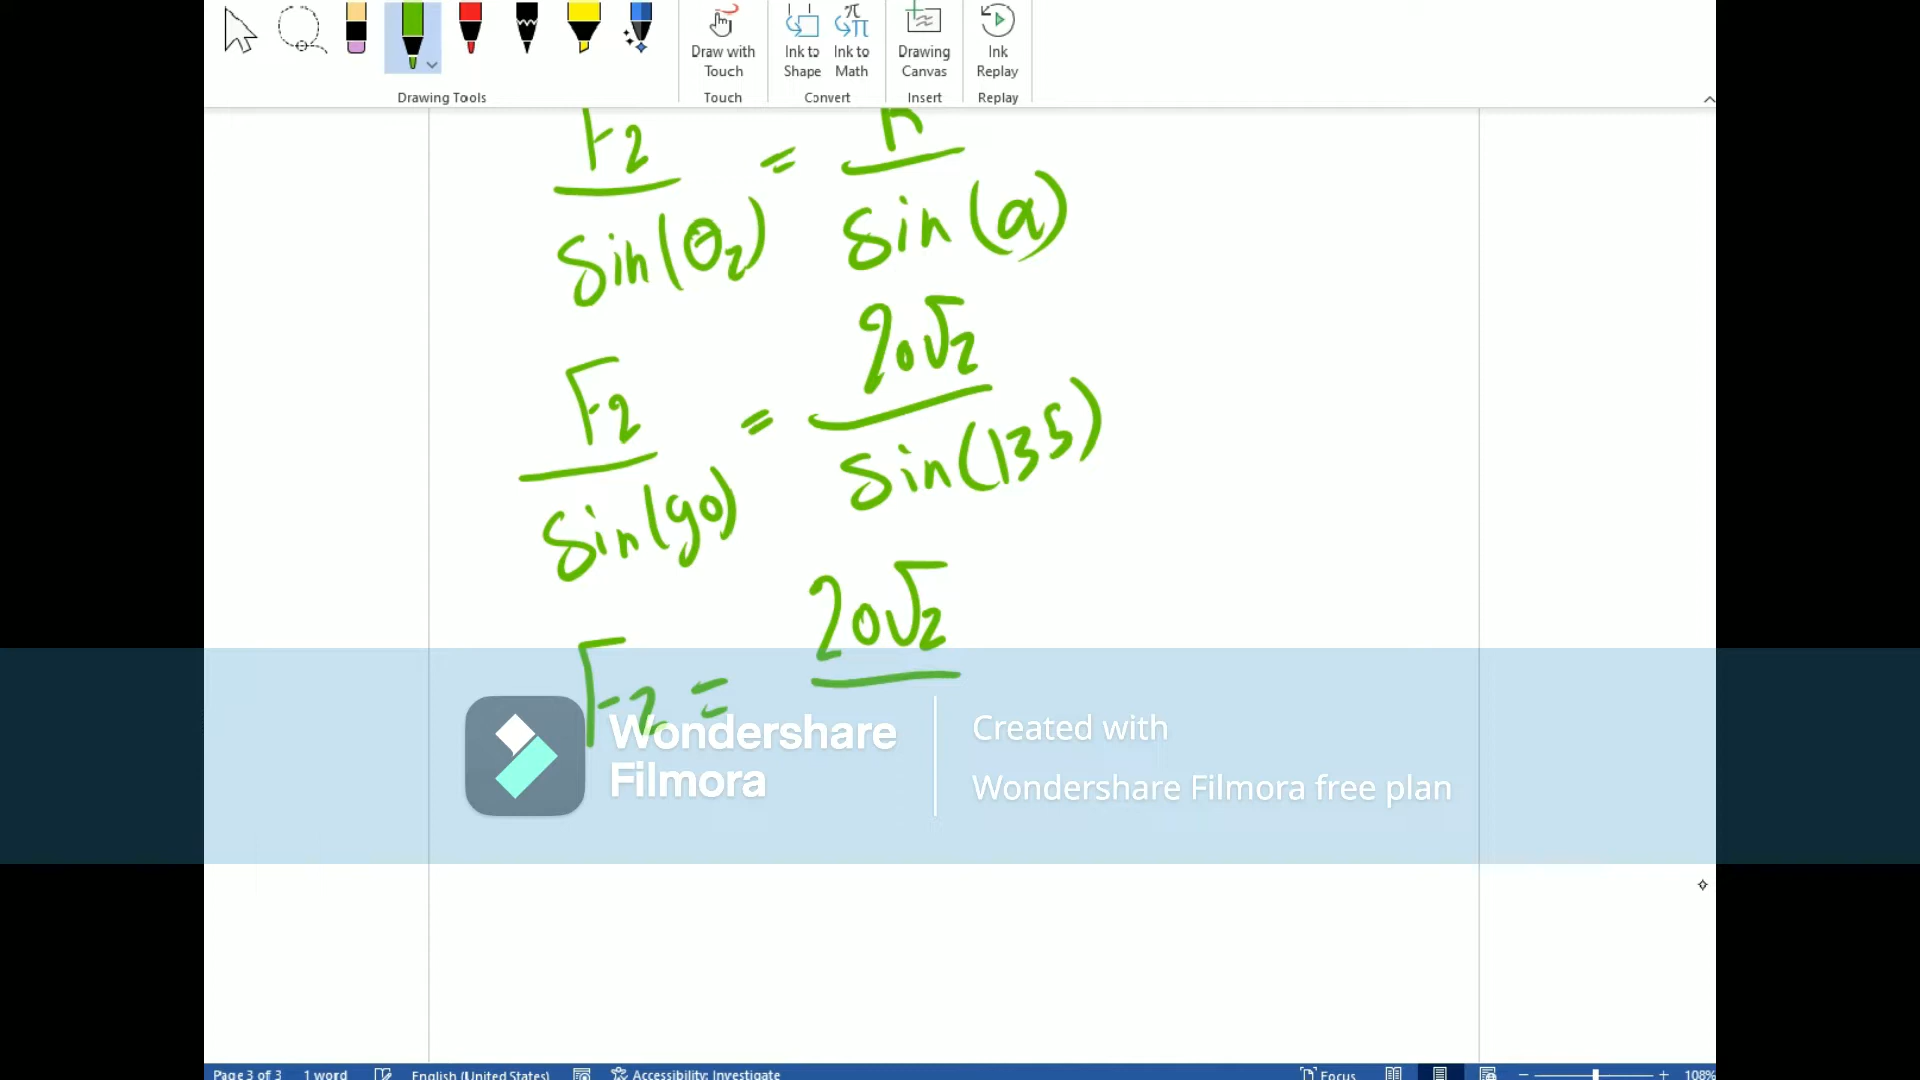 Draw with Touch
Ink to Shape
Ink to Math
Drawing Canvas
Ink Replay
Drawing Tools
Touch
Convert
Insert
Replay
F2 / sin(θ2) = R / sin(α)
F2 / sin(90) = 20√2 / sin(135)
F2 = 20√2
Wondershare Filmora
Created with
Wondershare Filmora free plan
Page 3 of 3 1 word English (United States) Accessibility: Investigate Focus 108%